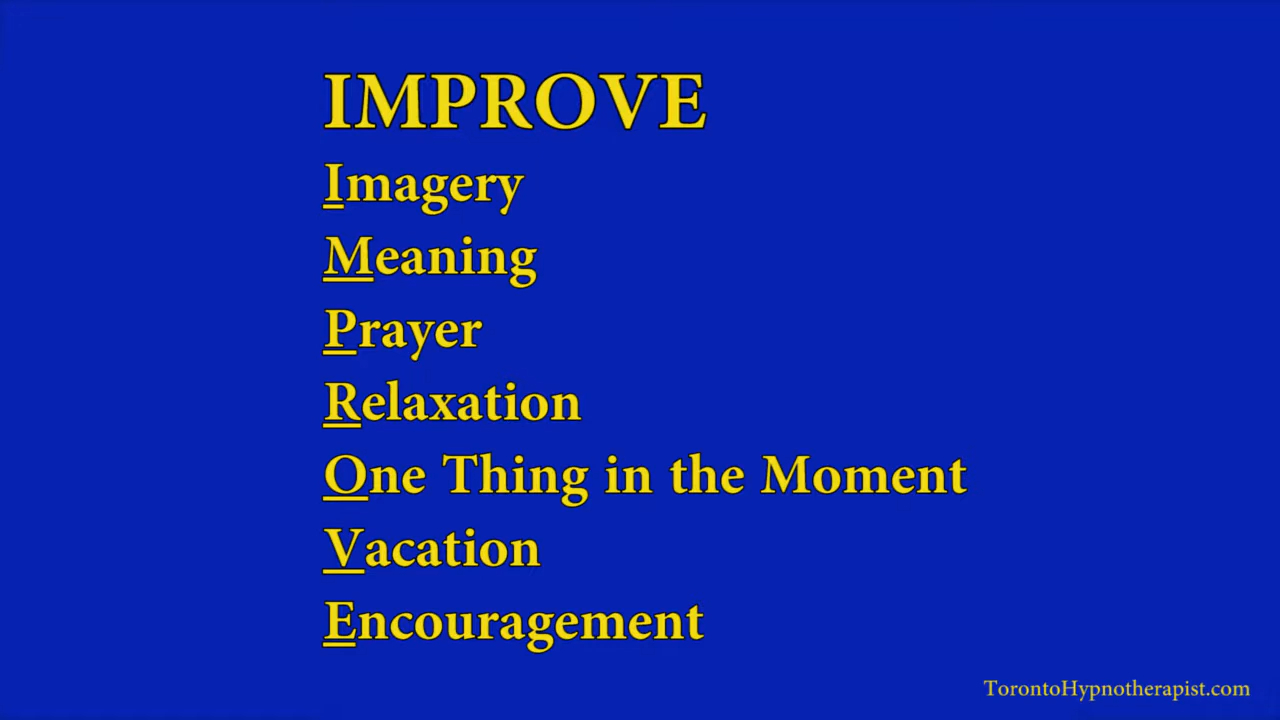 IMPROVE
Imagery
Meaning
Prayer
Relaxation
One Thing in the Moment
Vacation
Encouragement
TorontoHypnotherapist.com